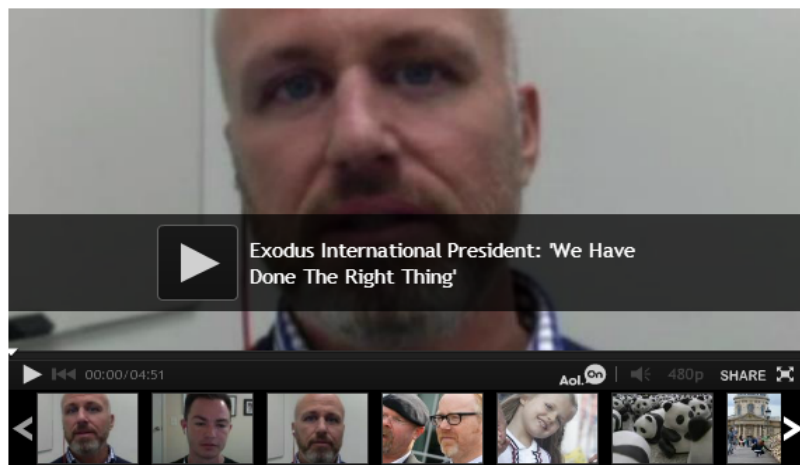 Exodus International President: 'We Have
Done The Right Thing'
00:00/04:51
Aol.On
480p
SHARE